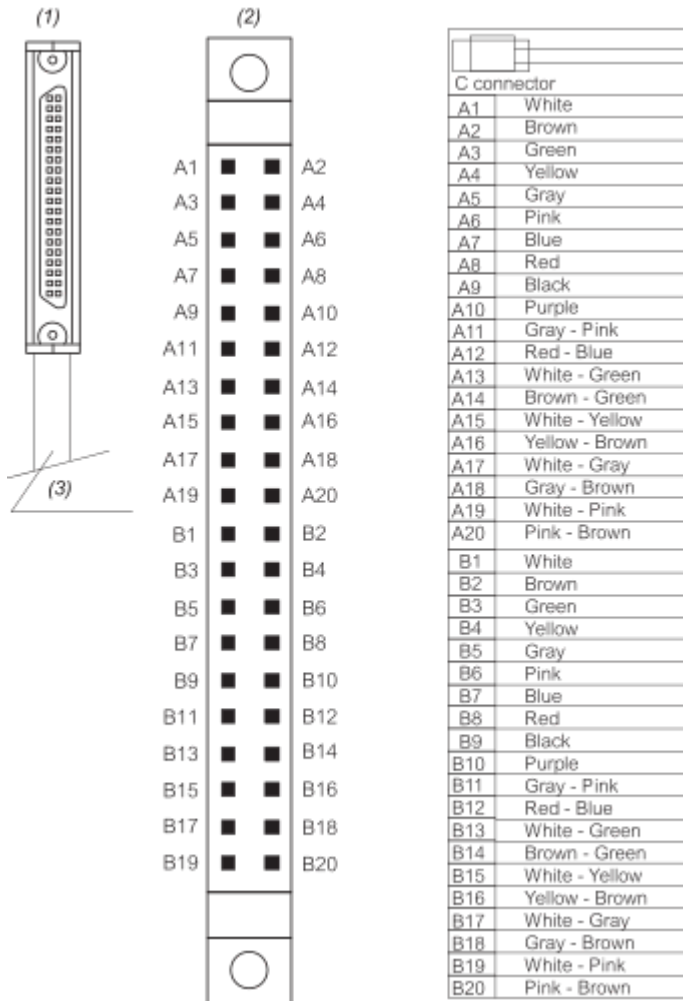 (1)
(2)
(3)
A1 A2
A3 A4
A5 A6
A7 A8
A9 A10
A11 A12
A13 A14
A15 A16
A17 A18
A19 A20
B1 B2
B3 B4
B5 B6
B7 B8
B9 B10
B11 B12
B13 B14
B15 B16
B17 B18
B19 B20
C connector
A1 White
A2 Brown
A3 Green
A4 Yellow
A5 Gray
A6 Pink
A7 Blue
A8 Red
A9 Black
A10 Purple
A11 Gray - Pink
A12 Red - Blue
A13 White - Green
A14 Brown - Green
A15 White - Yellow
A16 Yellow - Brown
A17 White - Gray
A18 Gray - Brown
A19 White - Pink
A20 Pink - Brown
B1 White
B2 Brown
B3 Green
B4 Yellow
B5 Gray
B6 Pink
B7 Blue
B8 Red
B9 Black
B10 Purple
B11 Gray - Pink
B12 Red - Blue
B13 White - Green
B14 Brown - Green
B15 White - Yellow
B16 Yellow - Brown
B17 White - Gray
B18 Gray - Brown
B19 White - Pink
B20 Pink - Brown